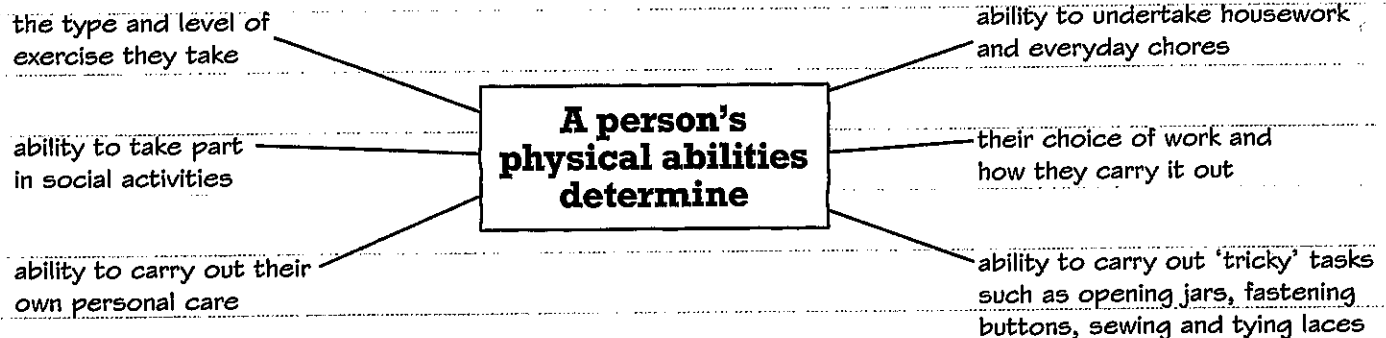 the type and level of
exercise they take
ability to take part
in social activities
ability to carry out their
own personal care
A person's
physical abilities
determine
ability to undertake housework
and everyday chores
their choice of work and
how they carry it out
ability to carry out ‘tricky’ tasks
such as opening jars, fastening
buttons, sewing and tying laces